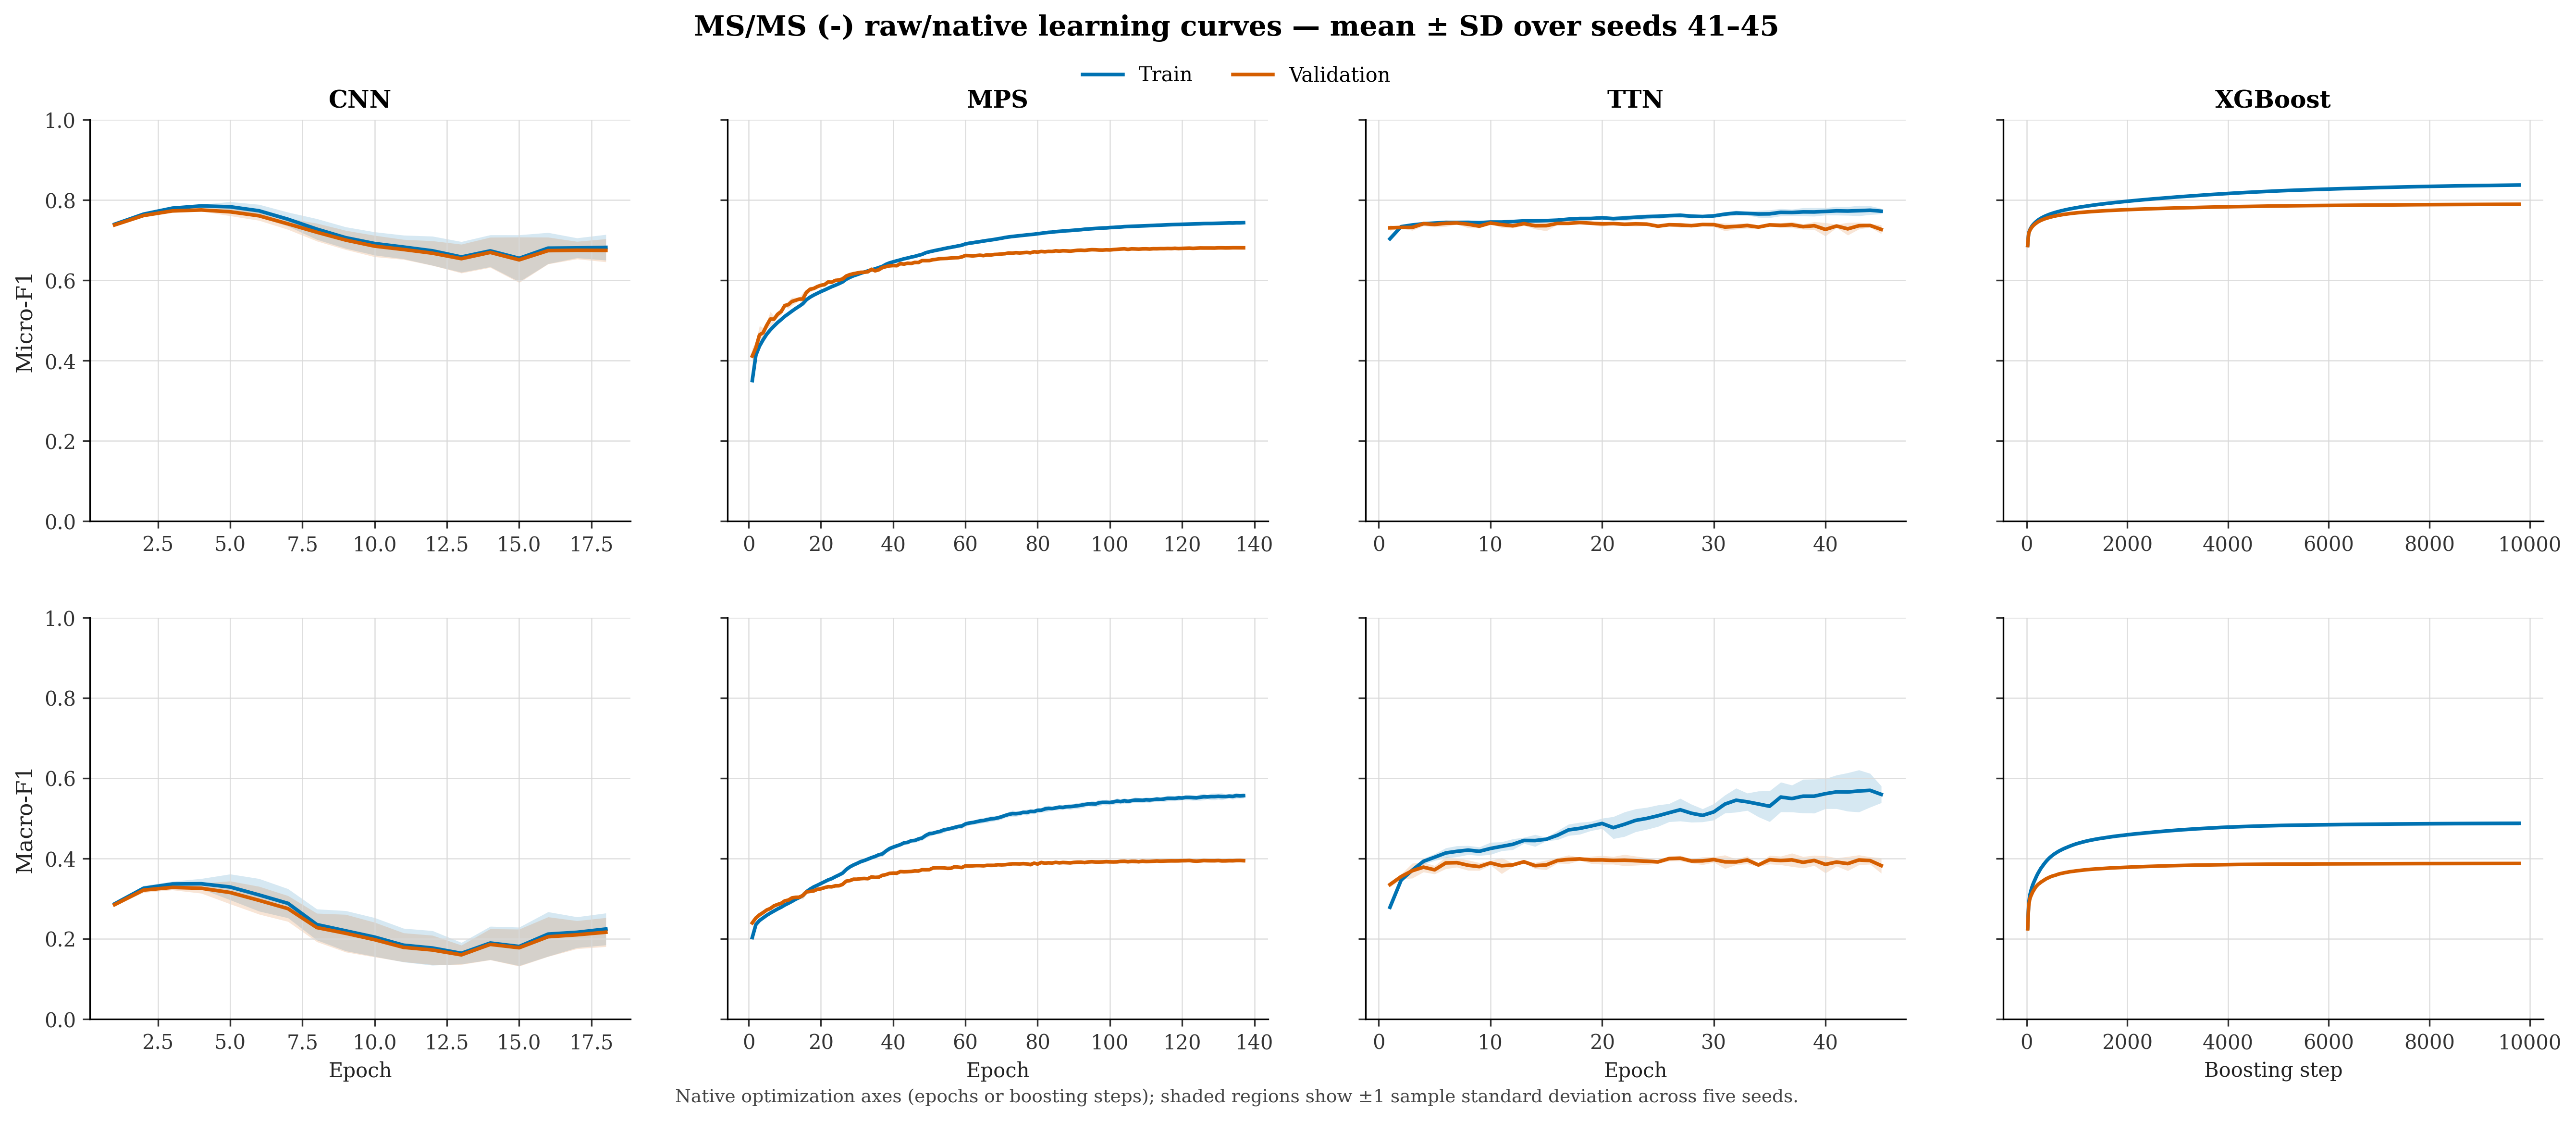 MS/MS (-) raw/native learning curves — mean ± SD over seeds 41–45
Train Validation
CNN MPS TTN XGBoost
Micro-F1
1.0
0.8
0.6
0.4
0.2
0.0
2.5 5.0 7.5 10.0 12.5 15.0 17.5
0 20 40 60 80 100 120 140
0 10 20 30 40
0 2000 4000 6000 8000 10000
Macro-F1
1.0
0.8
0.6
0.4
0.2
0.0
2.5 5.0 7.5 10.0 12.5 15.0 17.5
0 20 40 60 80 100 120 140
0 10 20 30 40
0 2000 4000 6000 8000 10000
Epoch Epoch Epoch Boosting step
Native optimization axes (epochs or boosting steps); shaded regions show ±1 sample standard deviation across five seeds.